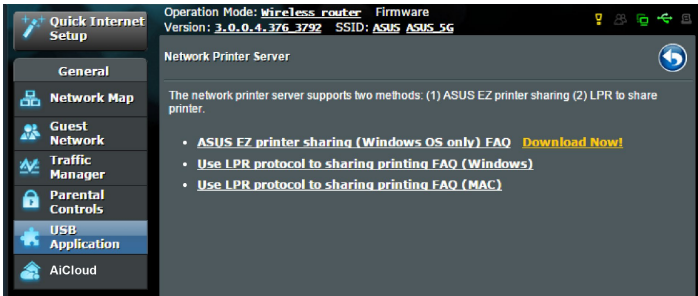 Quick Internet
Setup
General
Network Map
Guest
Network
Traffic
Manager
Parental
Controls
USB
Application
AiCloud
Operation Mode: Wireless router Firmware
Version: 3.0.0.4.376_3792 SSID: ASUS ASUS_5G
Network Printer Server
The network printer server supports two methods: (1) ASUS EZ printer sharing (2) LPR to share
printer.
ASUS EZ printer sharing (Windows OS only) FAQ Download Now!
Use LPR protocol to sharing printing FAQ (Windows)
Use LPR protocol to sharing printing FAQ (MAC)